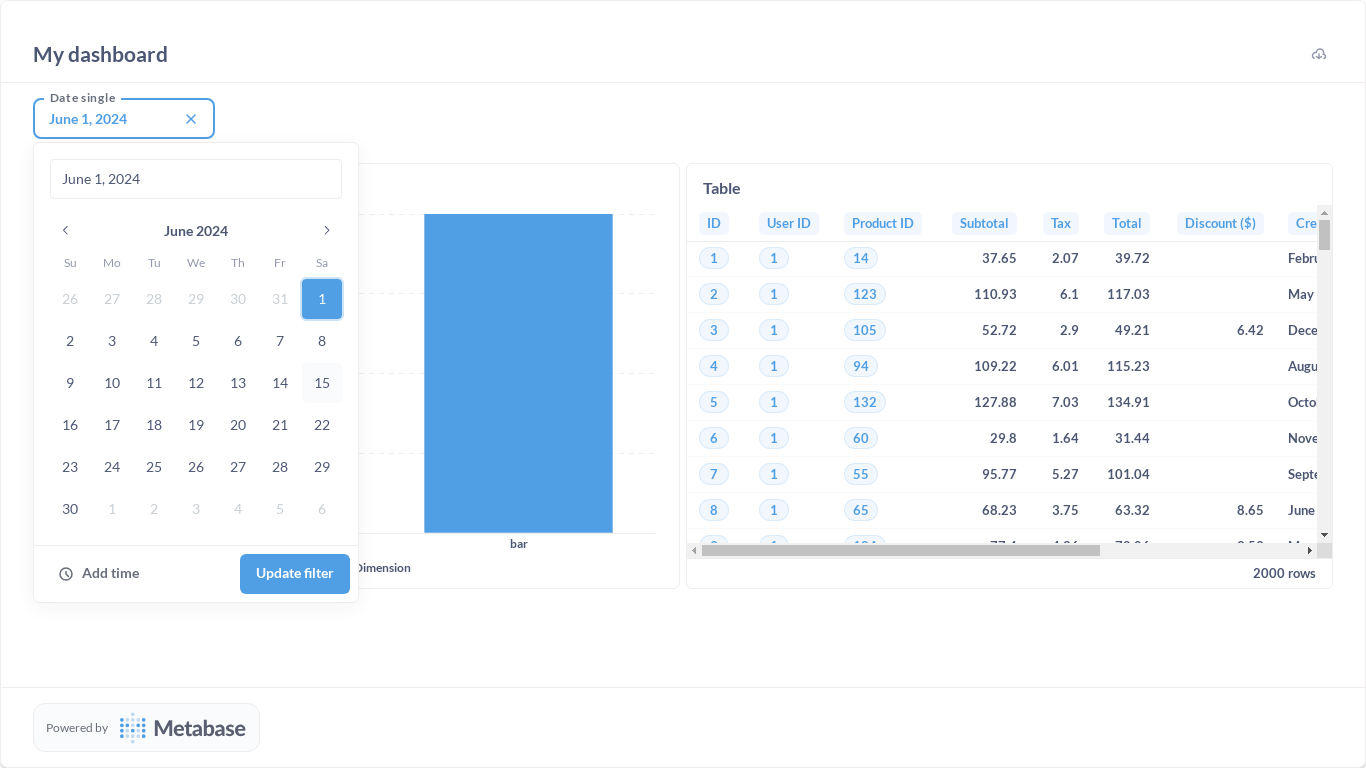 My dashboard
Date single
June 1, 2024
June 1, 2024
June 2024
Su Mo Tu We Th Fr Sa
26 27 28 29 30 31 1
2 3 4 5 6 7 8
9 10 11 12 13 14 15
16 17 18 19 20 21 22
23 24 25 26 27 28 29
30 1 2 3 4 5 6
Add time
Update filter
bar
Dimension
Table
ID User ID Product ID Subtotal Tax Total Discount ($) Cre
1 1 14 37.65 2.07 39.72 Febru
2 1 123 110.93 6.1 117.03 May
3 1 105 52.72 2.9 49.21 6.42 Dece
4 1 94 109.22 6.01 115.23 Augu
5 1 132 127.88 7.03 134.91 Octo
6 1 60 29.8 1.64 31.44 Nove
7 1 55 95.77 5.27 101.04 Septe
8 1 65 68.23 3.75 63.32 8.65 June
2000 rows
Powered by
Metabase